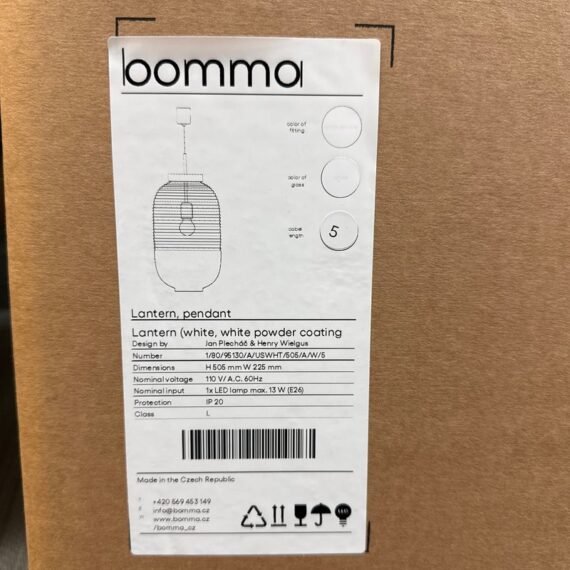 bomma
color of
fitting
color of
glass
cable
length
5
Lantern, pendant
Lantern (white, white powder coating
Design by Jan Plecháč & Henry Wielgus
Number 1/80/95130/A/USWHT/505/A/W/5
Dimensions H 505 mm W 225 mm
Nominal voltage 110 V/ A.C. 60Hz
Nominal input 1x LED lamp max. 13 W (E26)
Protection IP 20
Class I.
Made in the Czech Republic
+420 569 453 149
info@bomma.cz
www.bomma.cz
/bomma_cz